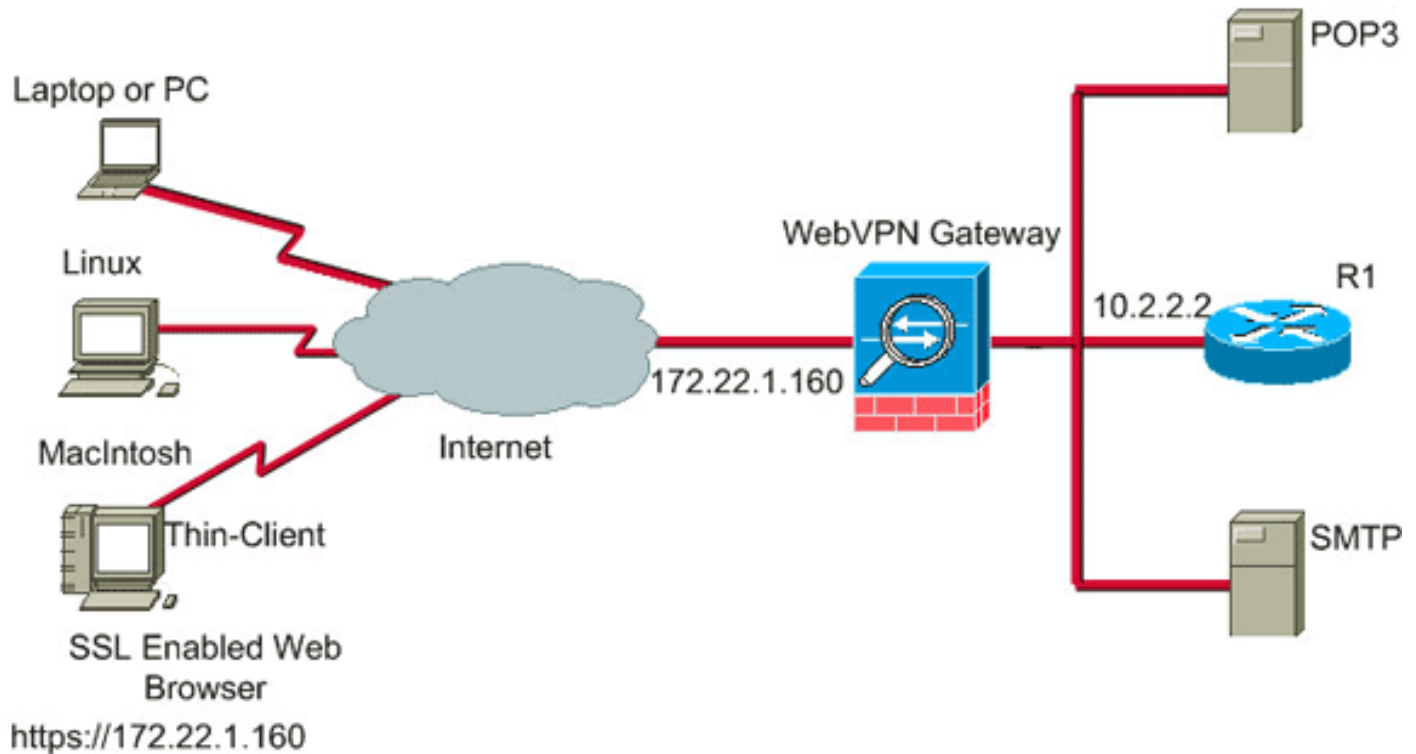 POP3
Laptop or PC
WebVPN Gateway
Linux
R1
10.2.2.2
172.22.1.160
Internet
MacIntosh
Thin-Client
SMTP
SSL Enabled Web
Browser
https://172.22.1.160